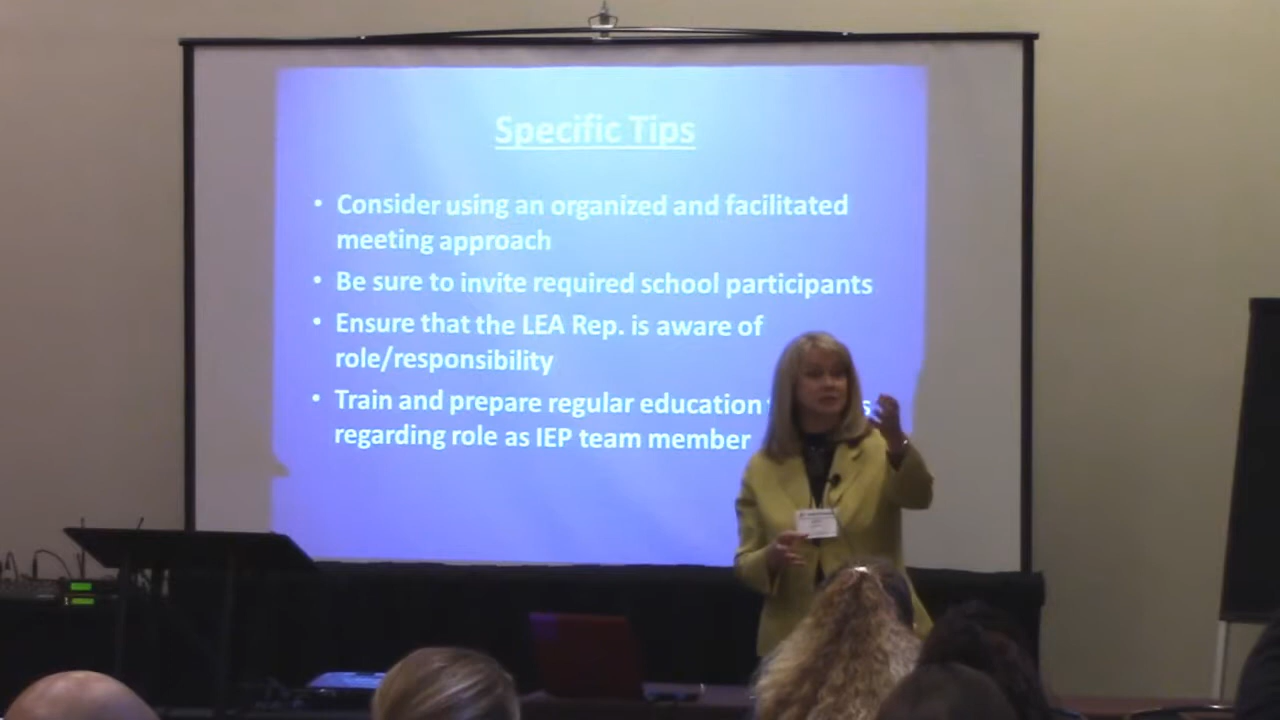 Specific Tips
• Consider using an organized and facilitated
meeting approach
• Be sure to invite required school participants
• Ensure that the LEA Rep. is aware of
role/responsibility
• Train and prepare regular education
regarding role as IEP team member